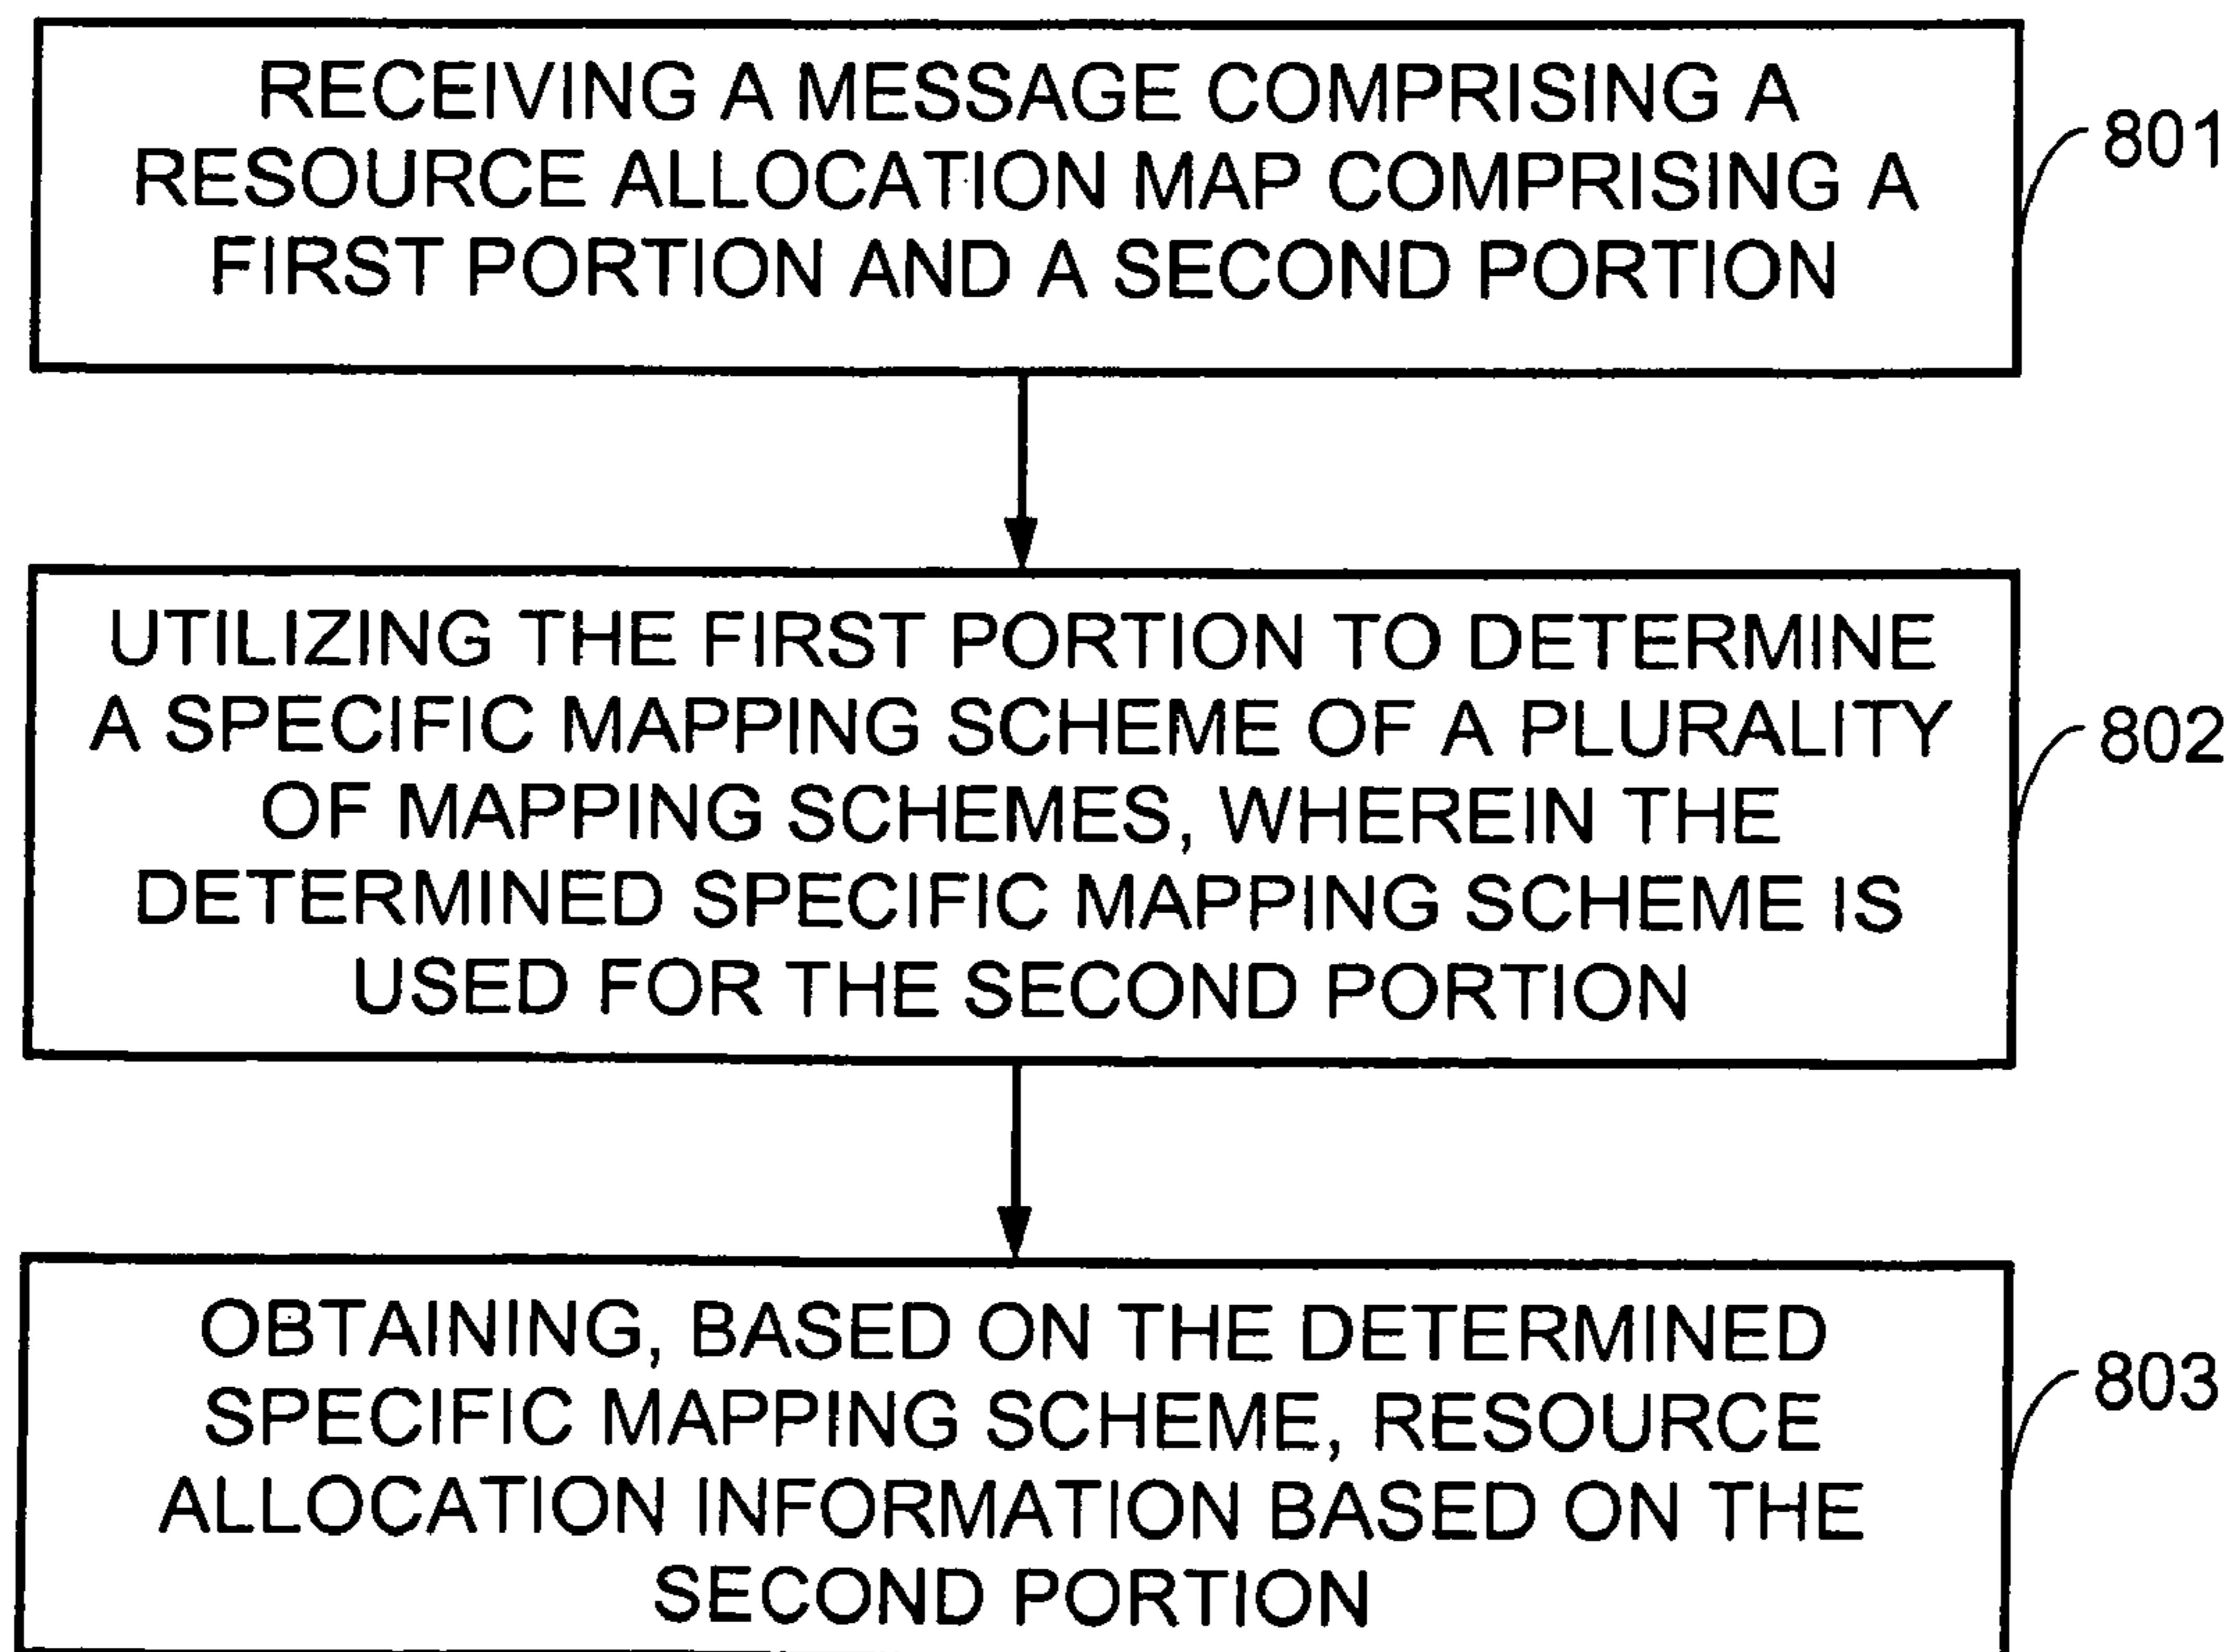 RECEIVING A MESSAGE COMPRISING A
RESOURCE ALLOCATION MAP COMPRISING A
FIRST PORTION AND A SECOND PORTION
801
UTILIZING THE FIRST PORTION TO DETERMINE
A SPECIFIC MAPPING SCHEME OF A PLURALITY
OF MAPPING SCHEMES, WHEREIN THE
DETERMINED SPECIFIC MAPPING SCHEME IS
USED FOR THE SECOND PORTION
802
OBTAINING, BASED ON THE DETERMINED
SPECIFIC MAPPING SCHEME, RESOURCE
ALLOCATION INFORMATION BASED ON THE
SECOND PORTION
803